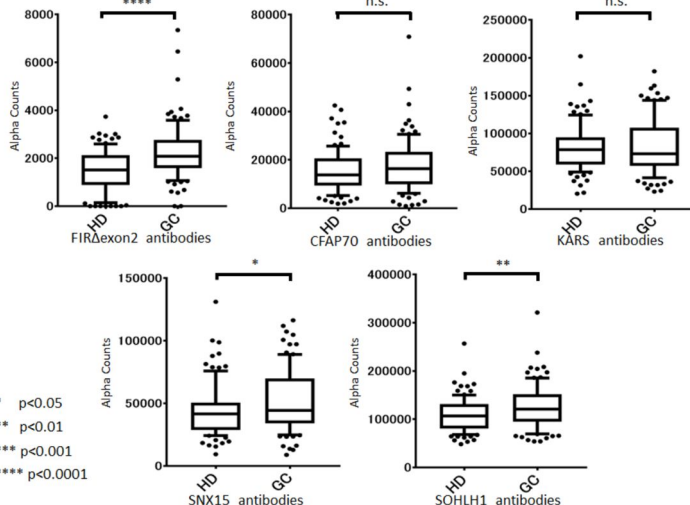 ****
n.s.
n.s.
8000
6000
4000
2000
0
Alpha Counts
HD
GC
FIRΔexon2 antibodies
80000
60000
40000
20000
0
Alpha Counts
HD
GC
CFAP70 antibodies
250000
200000
150000
100000
50000
0
Alpha Counts
HD
GC
KARS antibodies
*
150000
100000
50000
0
Alpha Counts
HD
GC
SNX15 antibodies
**
400000
300000
200000
100000
0
Alpha Counts
HD
GC
SOHLH1 antibodies
* p<0.05
** p<0.01
*** p<0.001
**** p<0.0001